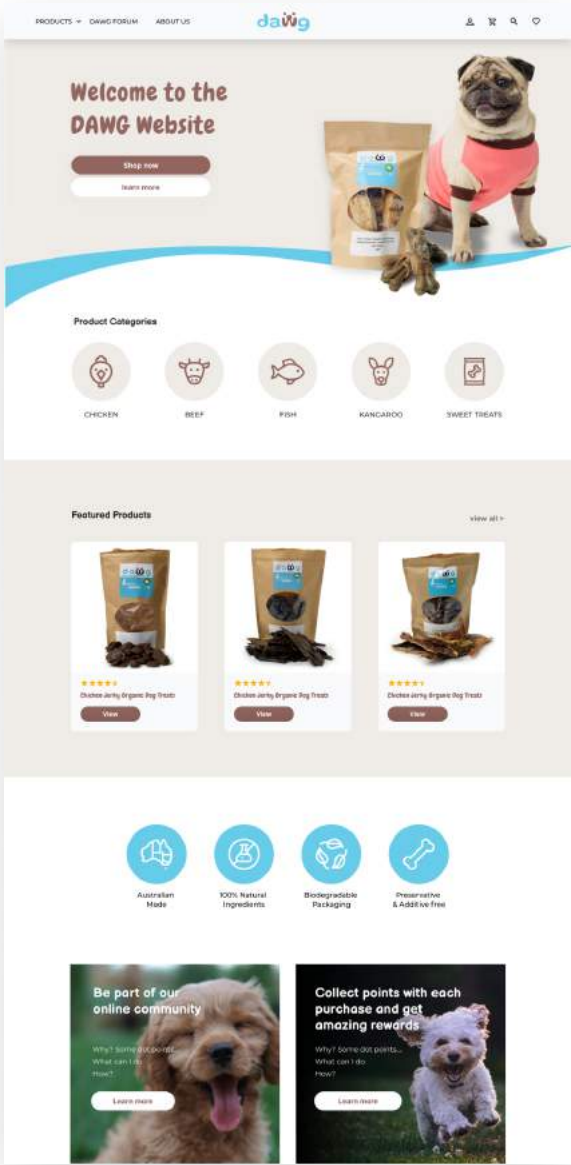 PRODUCTS
DAWG FORUM
ABOUT US
dawg
Welcome to the
DAWG Website
Shop now
learn more
dawg
Product Categories
CHICKEN
BEEF
FISH
KANGAROO
SWEET TREATS
Featured Products
view all >
dawg
dawg
dawg
Chicken Jerky Organic Dog Treats
Chicken Jerky Organic Dog Treats
Chicken Jerky Organic Dog Treats
View
View
View
Australian
Made
100% Natural
Ingredients
Biodegradable
Packaging
Preservative
& Additive free
Be part of our
online community
Why? Some dot points...
What can I do
How?
Learn more
Collect points with each
purchase and get
amazing rewards
Why? Some dot points...
What can I do
How?
Learn more